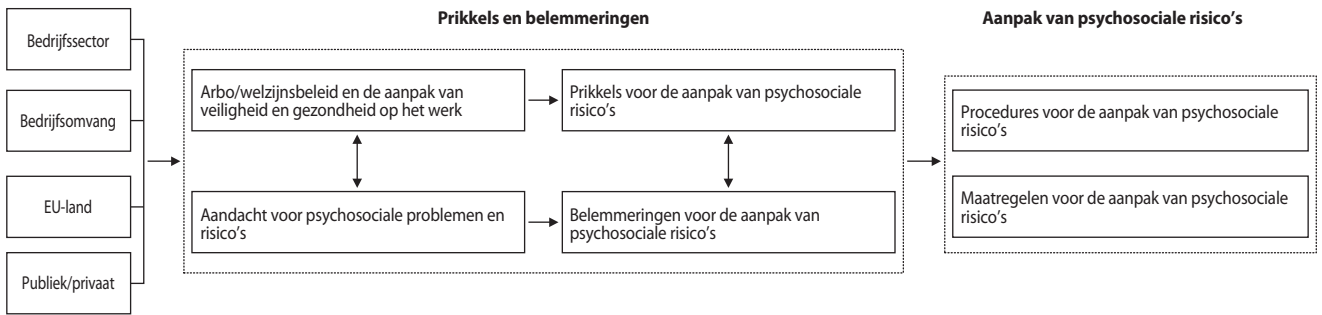 Prikkels en belemmeringen
Aanpak van psychosociale risico's
Bedrijfssector
Bedrijfsomvang
EU-land
Publiek/privaat
Arbo/welzijnsbeleid en de aanpak van
veiligheid en gezondheid op het werk
Prikkels voor de aanpak van psychosociale
risico's
Aandacht voor psychosociale problemen en
risico's
Belemmeringen voor de aanpak van
psychosociale risico's
Procedures voor de aanpak van psychosociale
risico's
Maatregelen voor de aanpak van psychosociale
risico's